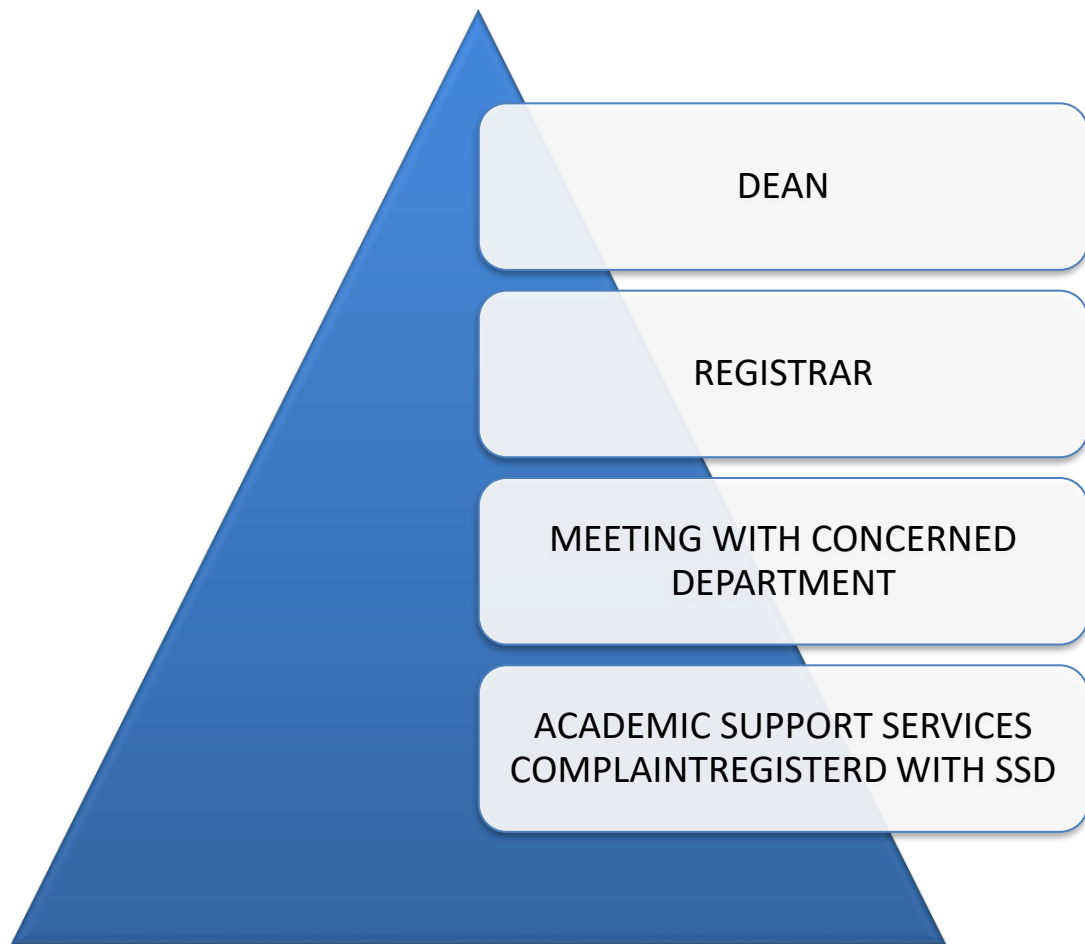 DEAN
REGISTRAR
MEETING WITH CONCERNED
DEPARTMENT
ACADEMIC SUPPORT SERVICES
COMPLAINTREGISTERD WITH SSD